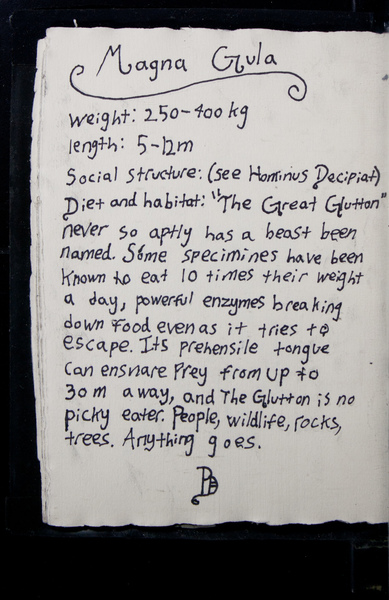 Magna Gula
weight: 250-400 kg
length: 5-12m
Social structure: (see Hominus Decipiat)
Diet and habitat: "The Great Glutton"
never so aptly has a beast been
named. Some specimines have been
known to eat 10 times their weight
a day, powerful enzymes breaking
down food even as it tries to
escape. Its prehensile tongue
can ensnare prey from up to
30m away, and The Glutton is no
picky eater. People, wildlife, rocks,
trees. Anything goes.